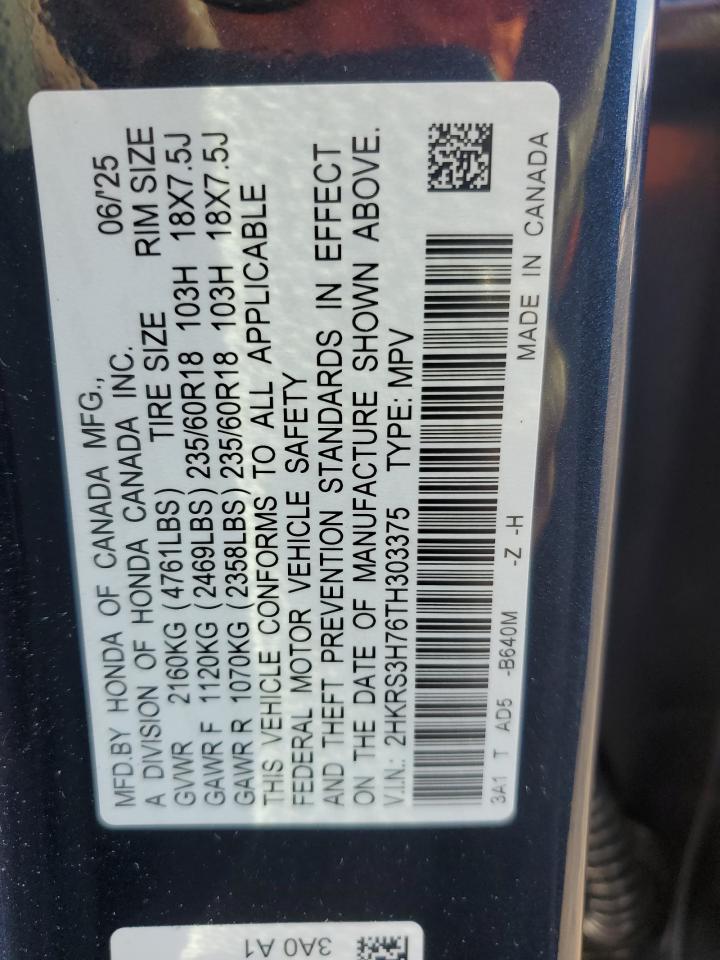 MFD.BY HONDA OF CANADA MFG., 06/'25
A DIVISION OF HONDA CANADA INC.
TIRE SIZE RIM SIZE
GVWR 2160KG (4761LBS)
GAWR F 1120KG (2469LBS) 235/60R18 103H 18X7.5J
GAWR R 1070KG (2358LBS) 235/60R18 103H 18X7.5J
THIS VEHICLE CONFORMS TO ALL APPLICABLE
FEDERAL MOTOR VEHICLE SAFETY
AND THEFT PREVENTION STANDARDS IN EFFECT
ON THE DATE OF MANUFACTURE SHOWN ABOVE.
V.I.N.: 2HKRS3H76TH303375 TYPE: MPV
3A1 T AD5 -B640M -Z -H MADE IN CANADA
3A0 A1